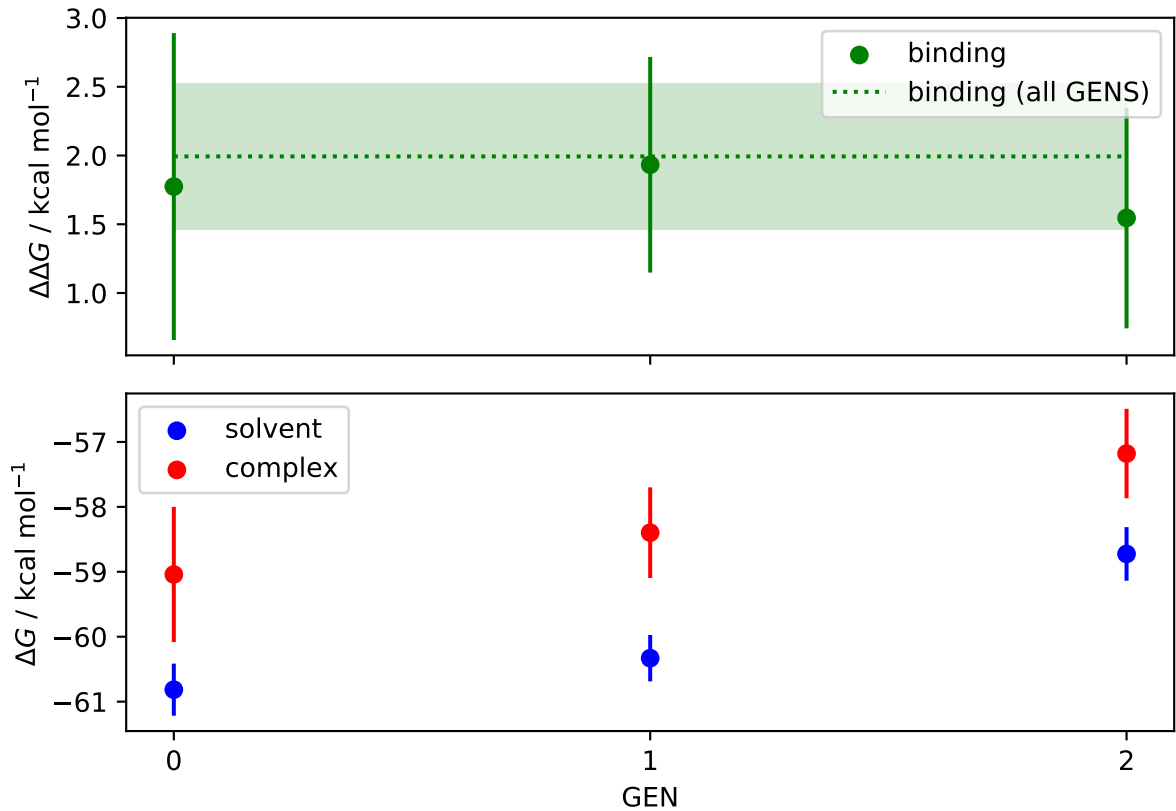 3.0
2.5
2.0
1.5
1.0
ΔΔG / kcal mol⁻¹
binding
binding (all GENS)
−57
−58
−59
−60
−61
ΔG / kcal mol⁻¹
solvent
complex
0 1 2
GEN